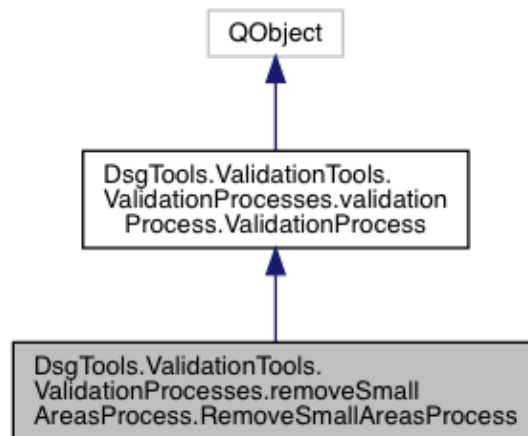 QObject
DsgTools.ValidationTools.
ValidationProcesses.validation
Process.ValidationProcess
DsgTools.ValidationTools.
ValidationProcesses.removeSmall
AreasProcess.RemoveSmallAreasProcess